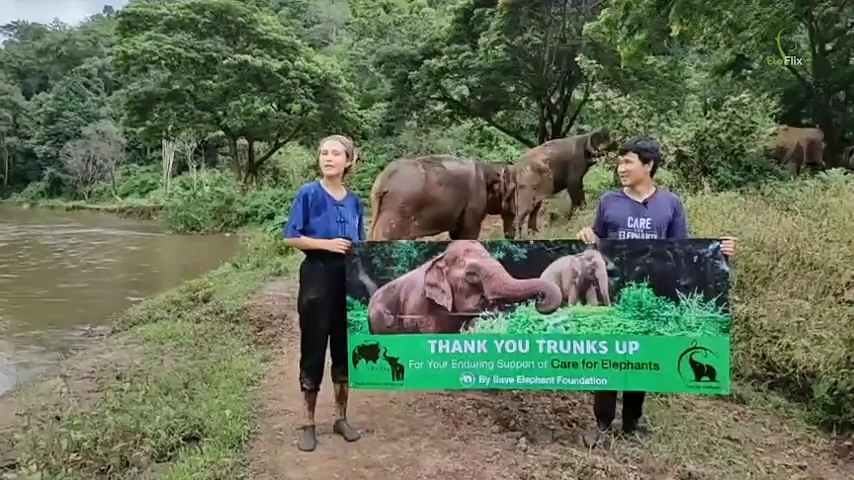 EleFlix
CARE FOR
ELEPHANTS
THANK YOU TRUNKS UP
For Your Enduring Support of Care for Elephants
By Save Elephant Foundation